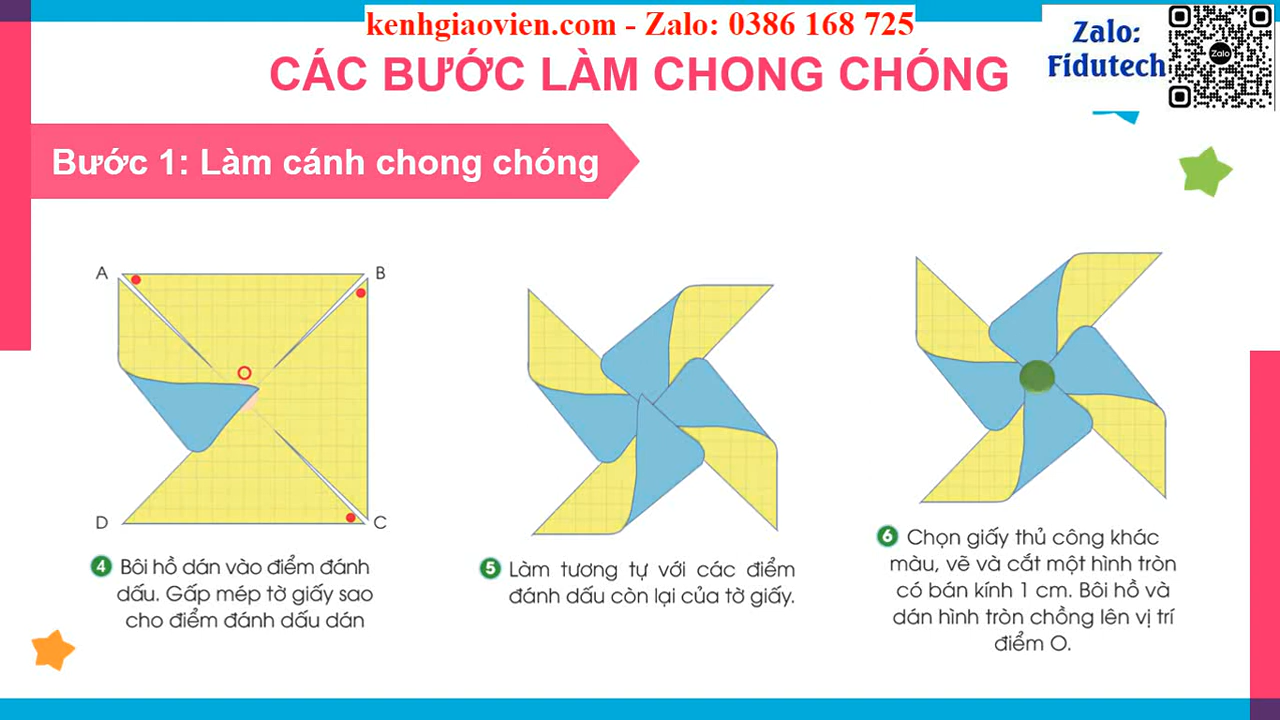 kenhgiaovien.com - Zalo: 0386 168 725
Zalo:
Fidutech
Zalo
CÁC BƯỚC LÀM CHONG CHÓNG
Bước 1: Làm cánh chong chóng
A
B
D
C
4 Bôi hồ dán vào điểm đánh
dấu. Gấp mép tờ giấy sao
cho điểm đánh dấu dán
5 Làm tương tự với các điểm
đánh dấu còn lại của tờ giấy.
6 Chọn giấy thủ công khác
màu, vẽ và cắt một hình tròn
có bán kính 1 cm. Bôi hồ và
dán hình tròn chồng lên vị trí
điểm O.